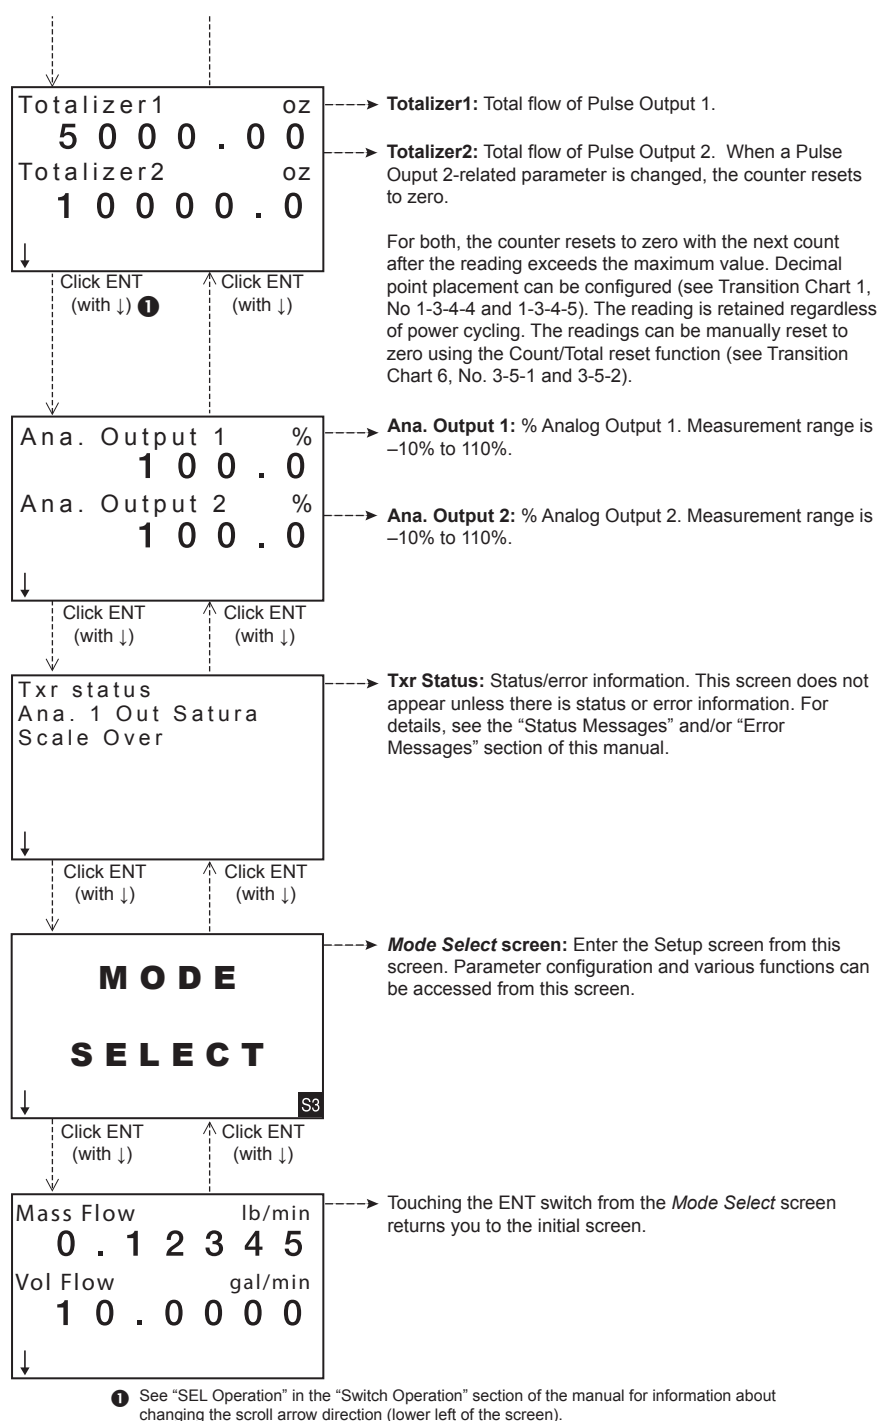 Totalizer1 oz
5000.00
Totalizer2 oz
10000.0
↓
Totalizer1: Total flow of Pulse Output 1.
Totalizer2: Total flow of Pulse Output 2. When a Pulse
Ouput 2-related parameter is changed, the counter resets
to zero.
For both, the counter resets to zero with the next count
after the reading exceeds the maximum value. Decimal
point placement can be configured (see Transition Chart 1,
No 1-3-4-4 and 1-3-4-5). The reading is retained regardless
of power cycling. The readings can be manually reset to
zero using the Count/Total reset function (see Transition
Chart 6, No. 3-5-1 and 3-5-2).
Click ENT
(with ↓) ❶
Click ENT
(with ↓)
Ana. Output 1 %
100.0
Ana. Output 2 %
100.0
↓
Ana. Output 1: % Analog Output 1. Measurement range is
–10% to 110%.
Ana. Output 2: % Analog Output 2. Measurement range is
–10% to 110%.
Click ENT
(with ↓)
Click ENT
(with ↓)
Txr status
Ana. 1 Out Satura
Scale Over
↓
Txr Status: Status/error information. This screen does not
appear unless there is status or error information. For
details, see the “Status Messages” and/or “Error
Messages” section of this manual.
Click ENT
(with ↓)
Click ENT
(with ↓)
MODE
SELECT
↓
S3
Mode Select screen: Enter the Setup screen from this
screen. Parameter configuration and various functions can
be accessed from this screen.
Click ENT
(with ↓)
Click ENT
(with ↓)
Mass Flow lb/min
0.12345
Vol Flow gal/min
10.0000
↓
Touching the ENT switch from the Mode Select screen
returns you to the initial screen.
❶ See “SEL Operation” in the “Switch Operation” section of the manual for information about
changing the scroll arrow direction (lower left of the screen).